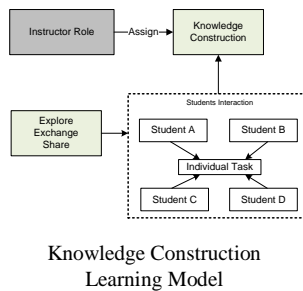 Instructor Role
Assign
Knowledge
Construction
Students Interaction
Explore
Exchange
Share
Student A
Student B
Individual Task
Student C
Student D
Knowledge Construction
Learning Model